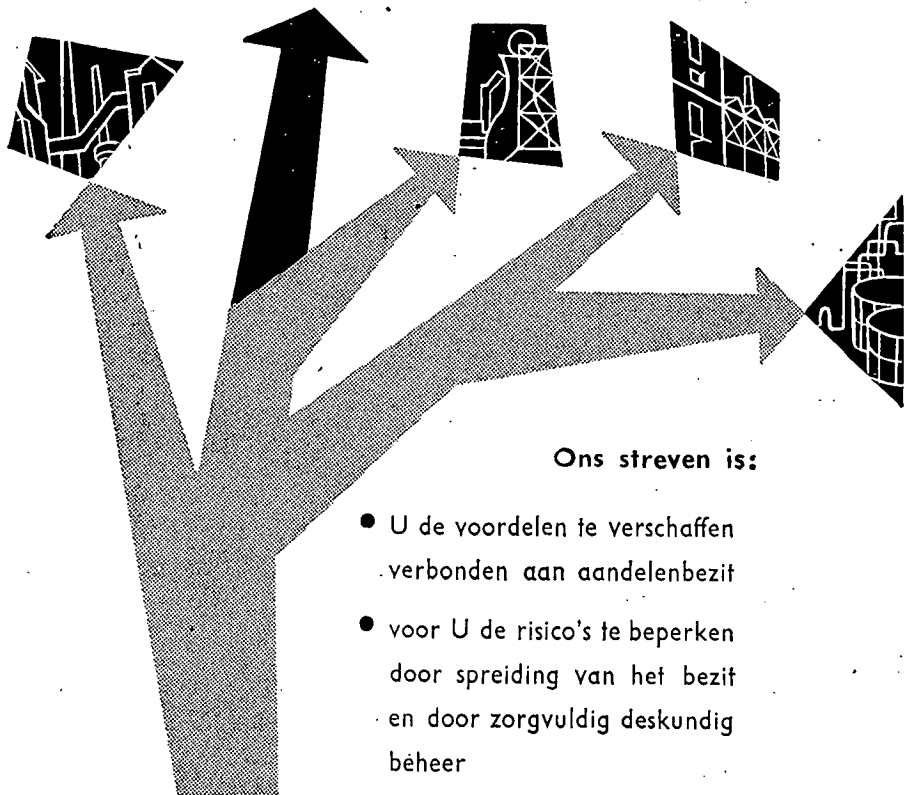 Ons streven is:
● U de voordelen te verschaffen
verbonden aan aandelenbezit
● voor U de risico's te beperken
door spreiding van het bezit
en door zorgvuldig deskundig
beheer